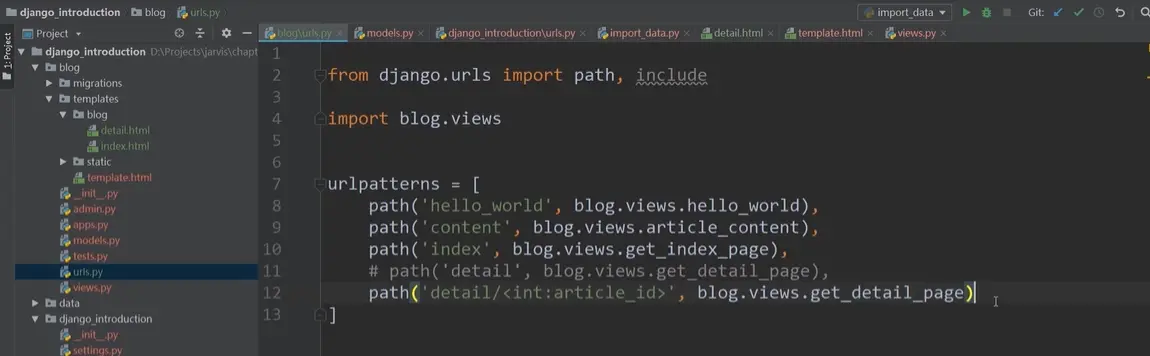 django_introduction blog urls.py import_data Git:
Project
blog\urls.py models.py django_introduction\urls.py import_data.py detail.html template.html views.py
1: Project
django_introduction D:\Projects\jarvis\chapt
blog
migrations
templates
blog
detail.html
index.html
static
template.html
__init__.py
admin.py
apps.py
models.py
tests.py
urls.py
views.py
data
django_introduction
__init__.py
settings.py
1
2 from django.urls import path, include
3
4 import blog.views
5
6
7 urlpatterns = [
8 path('hello_world', blog.views.hello_world),
9 path('content', blog.views.article_content),
10 path('index', blog.views.get_index_page),
11 # path('detail', blog.views.get_detail_page),
12 path('detail/<int:article_id>', blog.views.get_detail_page)
13 ]